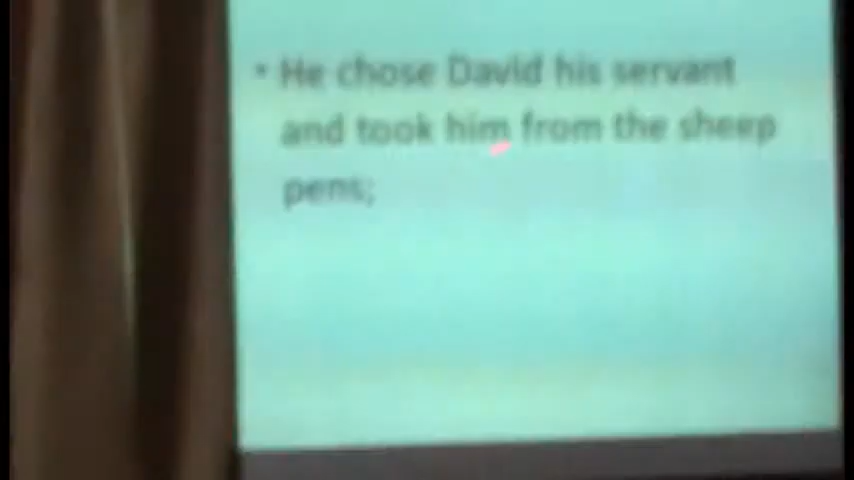 • He chose David his servant
and took him from the sheep
pens;